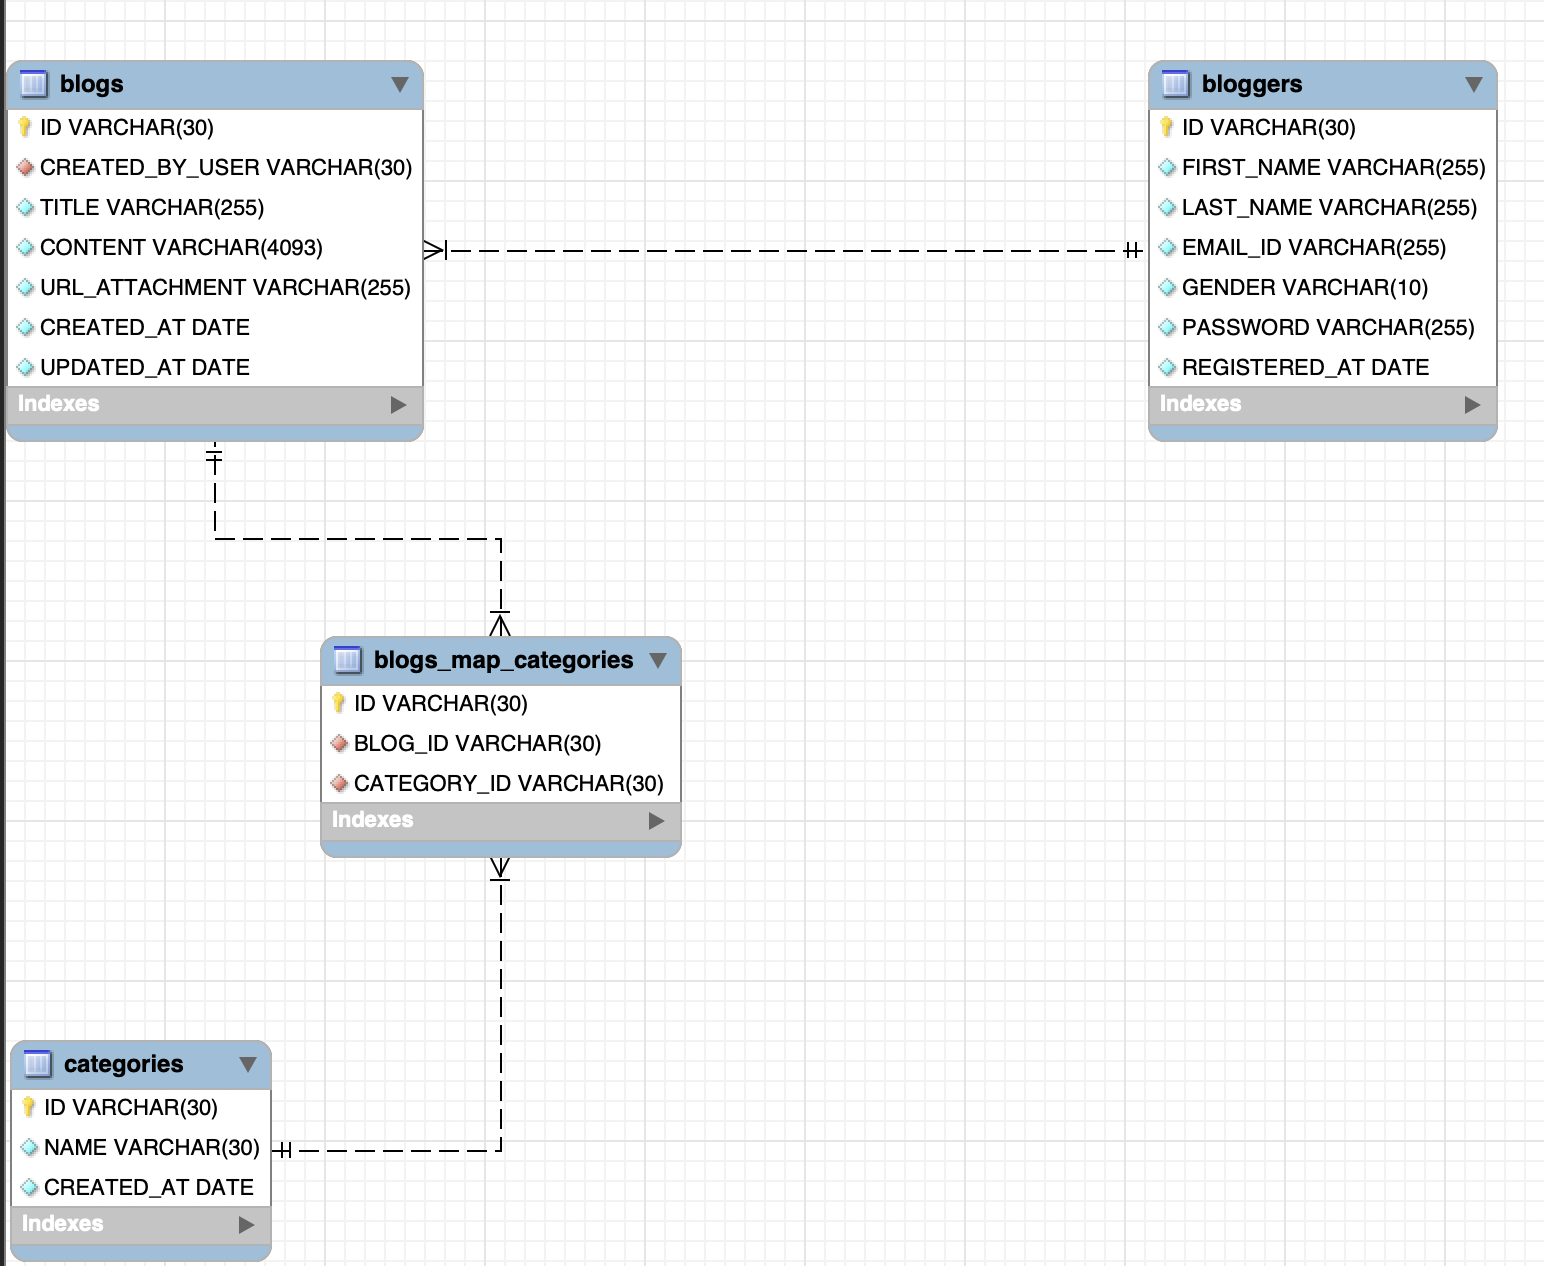 blogs
ID VARCHAR(30)
CREATED_BY_USER VARCHAR(30)
TITLE VARCHAR(255)
CONTENT VARCHAR(4093)
URL_ATTACHMENT VARCHAR(255)
CREATED_AT DATE
UPDATED_AT DATE
Indexes
bloggers
ID VARCHAR(30)
FIRST_NAME VARCHAR(255)
LAST_NAME VARCHAR(255)
EMAIL_ID VARCHAR(255)
GENDER VARCHAR(10)
PASSWORD VARCHAR(255)
REGISTERED_AT DATE
Indexes
blogs_map_categories
ID VARCHAR(30)
BLOG_ID VARCHAR(30)
CATEGORY_ID VARCHAR(30)
Indexes
categories
ID VARCHAR(30)
NAME VARCHAR(30)
CREATED_AT DATE
Indexes